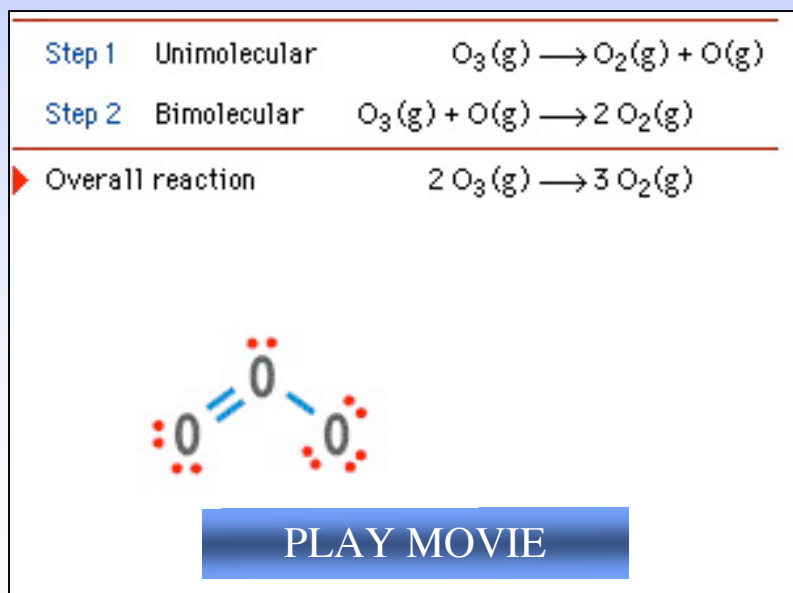 Step 1 Unimolecular O₃(g) ⟶ O₂(g) + O(g)
Step 2 Bimolecular O₃(g) + O(g) ⟶ 2 O₂(g)
Overall reaction 2 O₃(g) ⟶ 3 O₂(g)
O
O O
PLAY MOVIE